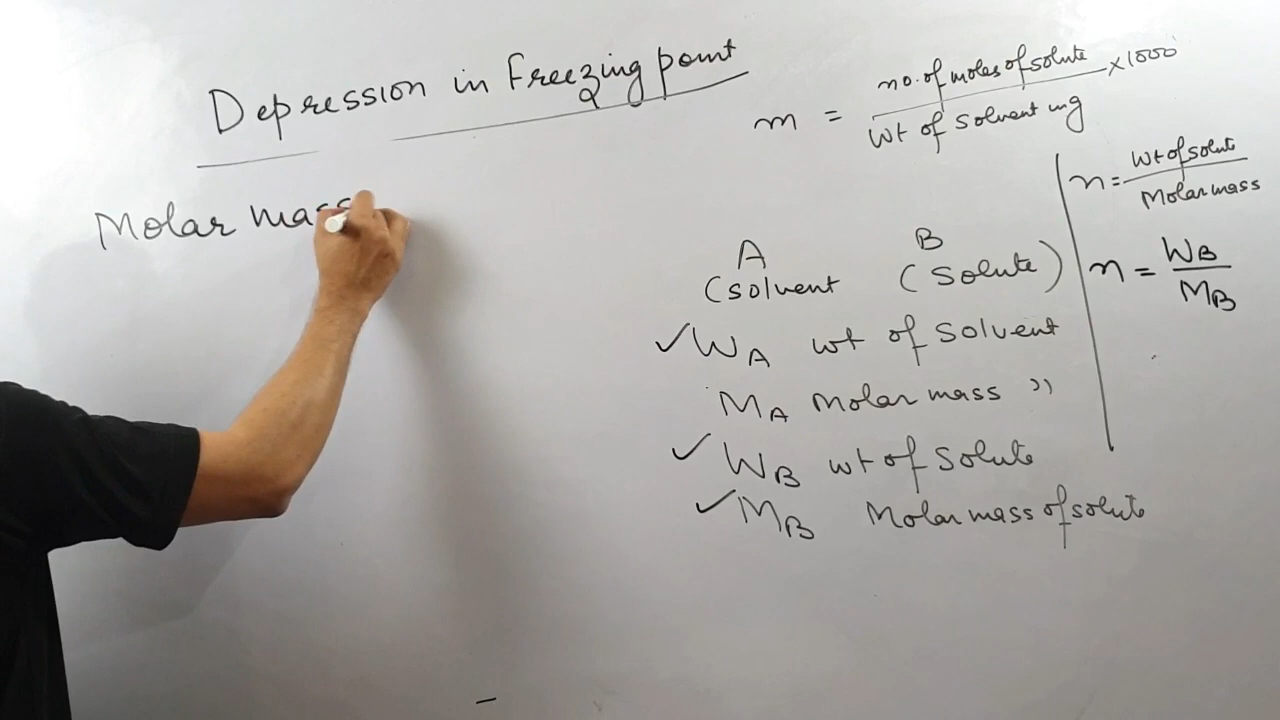 Depression in Freezing point
m = no. of moles of solute / Wt of solvent in g × 1000
Molar mass
n = Wt of solute / Molar mass
n = WB / MB
A B
(solvent (Solute)
✓ WA wt of Solvent
MA Molar mass ''
✓ WB wt of Solute
✓ MB Molar mass of solute